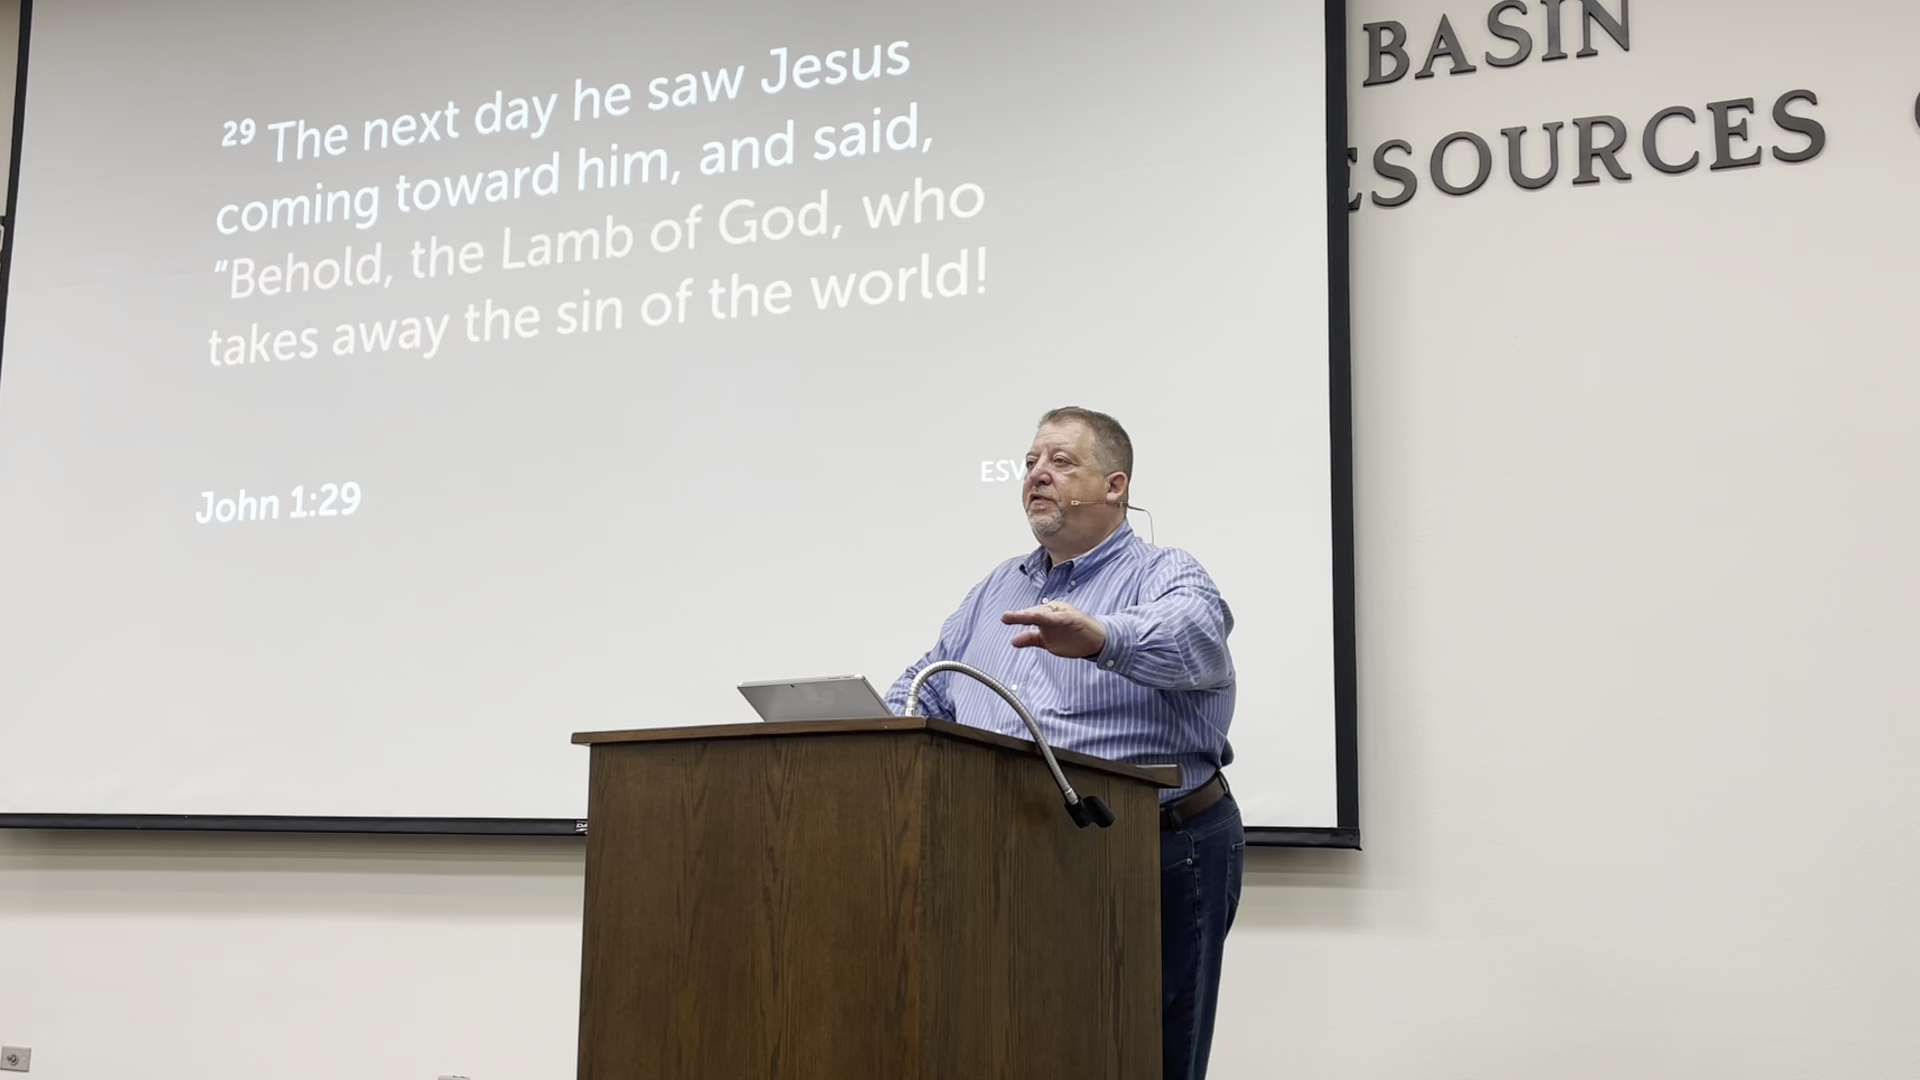 29 The next day he saw Jesus
coming toward him, and said,
“Behold, the Lamb of God, who
takes away the sin of the world!
ESV
John 1:29
BASIN
ESOURCES